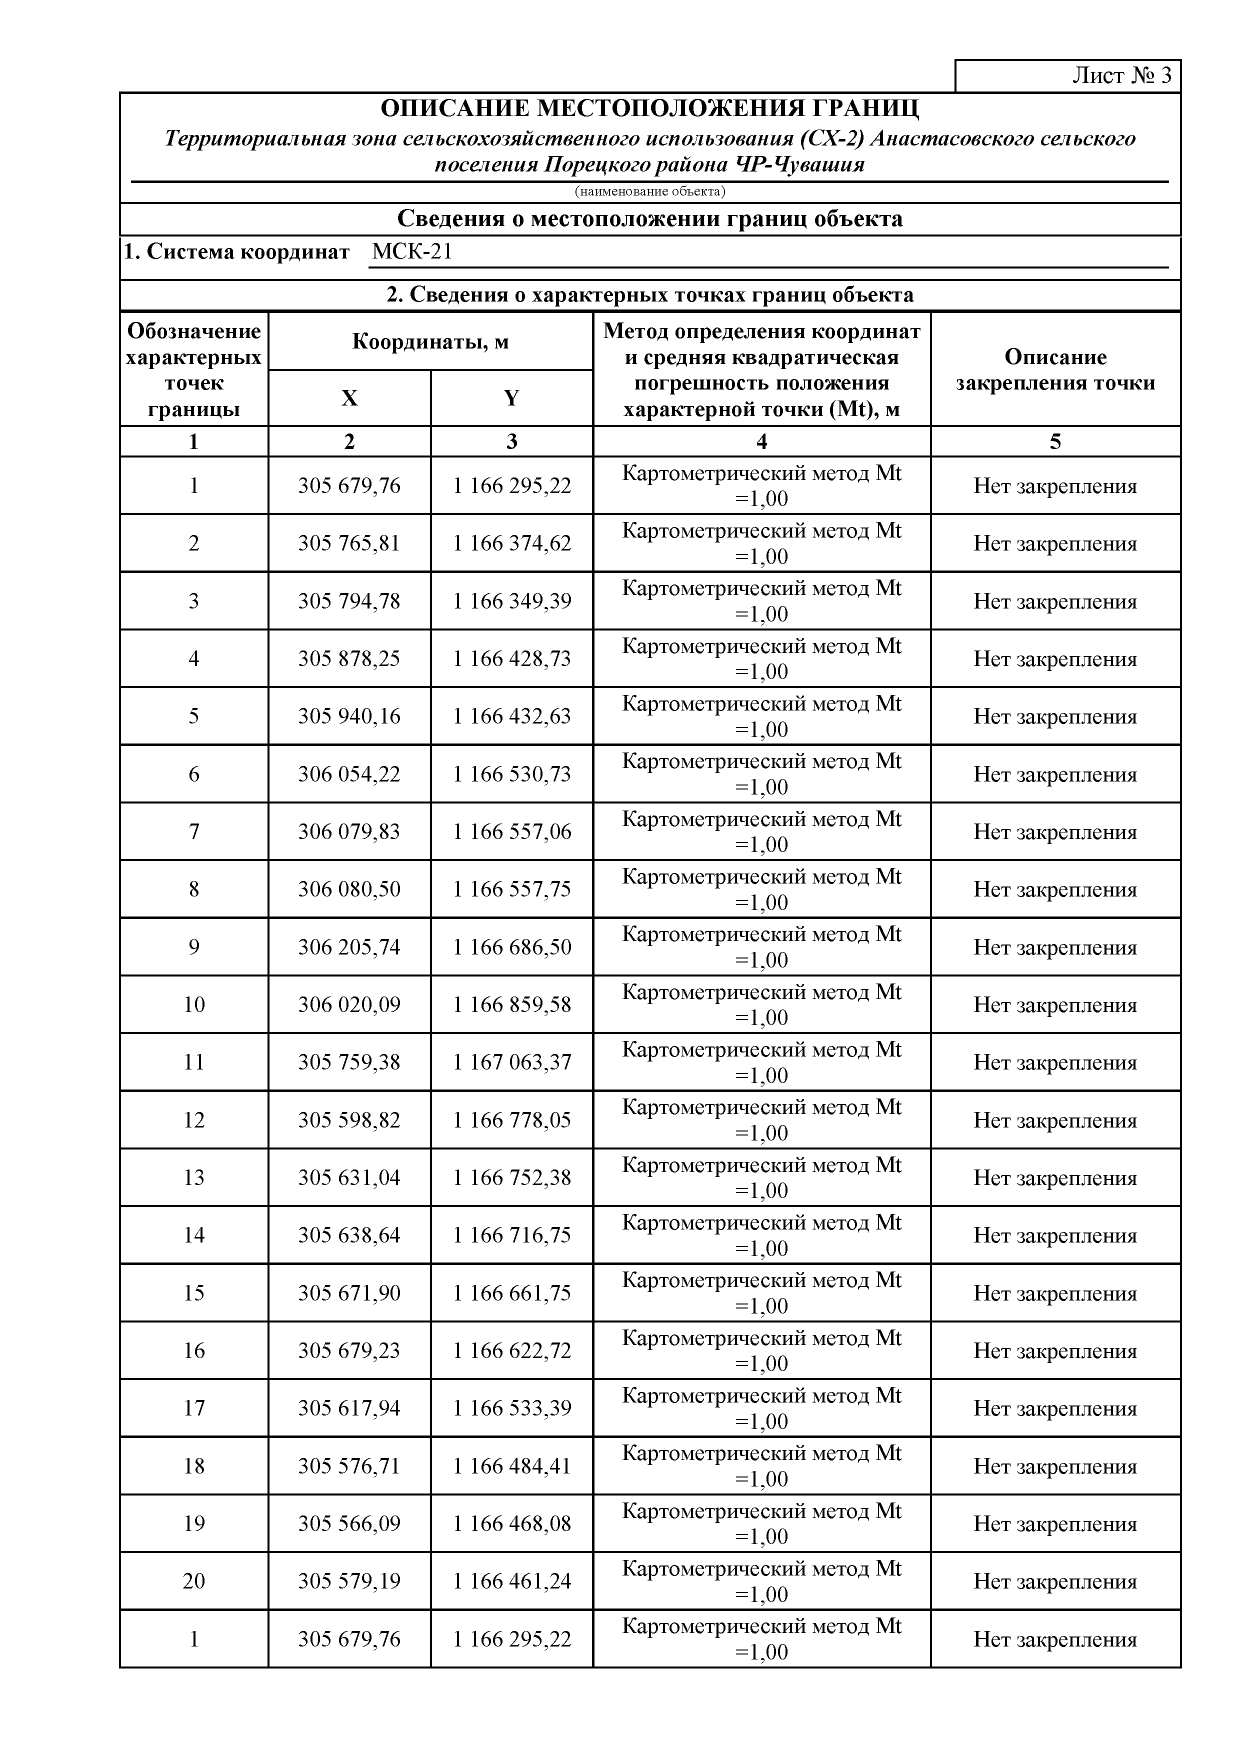 Лист № 3
ОПИСАНИЕ МЕСТОПОЛОЖЕНИЯ ГРАНИЦ
Территориальная зона сельскохозяйственного использования (СХ-2) Анастасовского сельского
поселения Порецкого района ЧР-Чувашия
(наименование объекта)
Сведения о местоположении границ объекта
1. Система координат МСК-21
2. Сведения о характерных точках границ объекта
Обозначение характерных точек границы
Координаты, м
Метод определения координат и средняя квадратическая погрешность положения характерной точки (Mt), м
Описание закрепления точки
X Y
1 2 3 4 5
1 305 679,76 1 166 295,22 Картометрический метод Mt =1,00 Нет закрепления
2 305 765,81 1 166 374,62 Картометрический метод Mt =1,00 Нет закрепления
3 305 794,78 1 166 349,39 Картометрический метод Mt =1,00 Нет закрепления
4 305 878,25 1 166 428,73 Картометрический метод Mt =1,00 Нет закрепления
5 305 940,16 1 166 432,63 Картометрический метод Mt =1,00 Нет закрепления
6 306 054,22 1 166 530,73 Картометрический метод Mt =1,00 Нет закрепления
7 306 079,83 1 166 557,06 Картометрический метод Mt =1,00 Нет закрепления
8 306 080,50 1 166 557,75 Картометрический метод Mt =1,00 Нет закрепления
9 306 205,74 1 166 686,50 Картометрический метод Mt =1,00 Нет закрепления
10 306 020,09 1 166 859,58 Картометрический метод Mt =1,00 Нет закрепления
11 305 759,38 1 167 063,37 Картометрический метод Mt =1,00 Нет закрепления
12 305 598,82 1 166 778,05 Картометрический метод Mt =1,00 Нет закрепления
13 305 631,04 1 166 752,38 Картометрический метод Mt =1,00 Нет закрепления
14 305 638,64 1 166 716,75 Картометрический метод Mt =1,00 Нет закрепления
15 305 671,90 1 166 661,75 Картометрический метод Mt =1,00 Нет закрепления
16 305 679,23 1 166 622,72 Картометрический метод Mt =1,00 Нет закрепления
17 305 617,94 1 166 533,39 Картометрический метод Mt =1,00 Нет закрепления
18 305 576,71 1 166 484,41 Картометрический метод Mt =1,00 Нет закрепления
19 305 566,09 1 166 468,08 Картометрический метод Mt =1,00 Нет закрепления
20 305 579,19 1 166 461,24 Картометрический метод Mt =1,00 Нет закрепления
1 305 679,76 1 166 295,22 Картометрический метод Mt =1,00 Нет закрепления